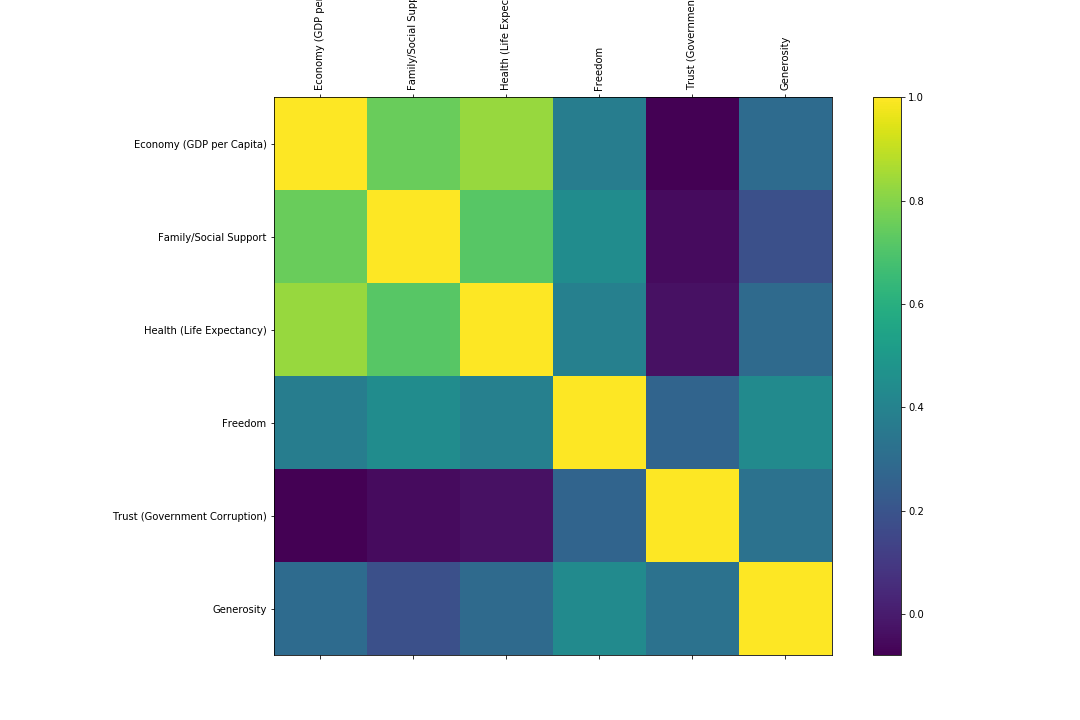 Economy (GDP per
Family/Social Supp
Health (Life Expec
Freedom
Trust (Government
Generosity
Economy (GDP per Capita)
Family/Social Support
Health (Life Expectancy)
Freedom
Trust (Government Corruption)
Generosity
1.0
0.8
0.6
0.4
0.2
0.0